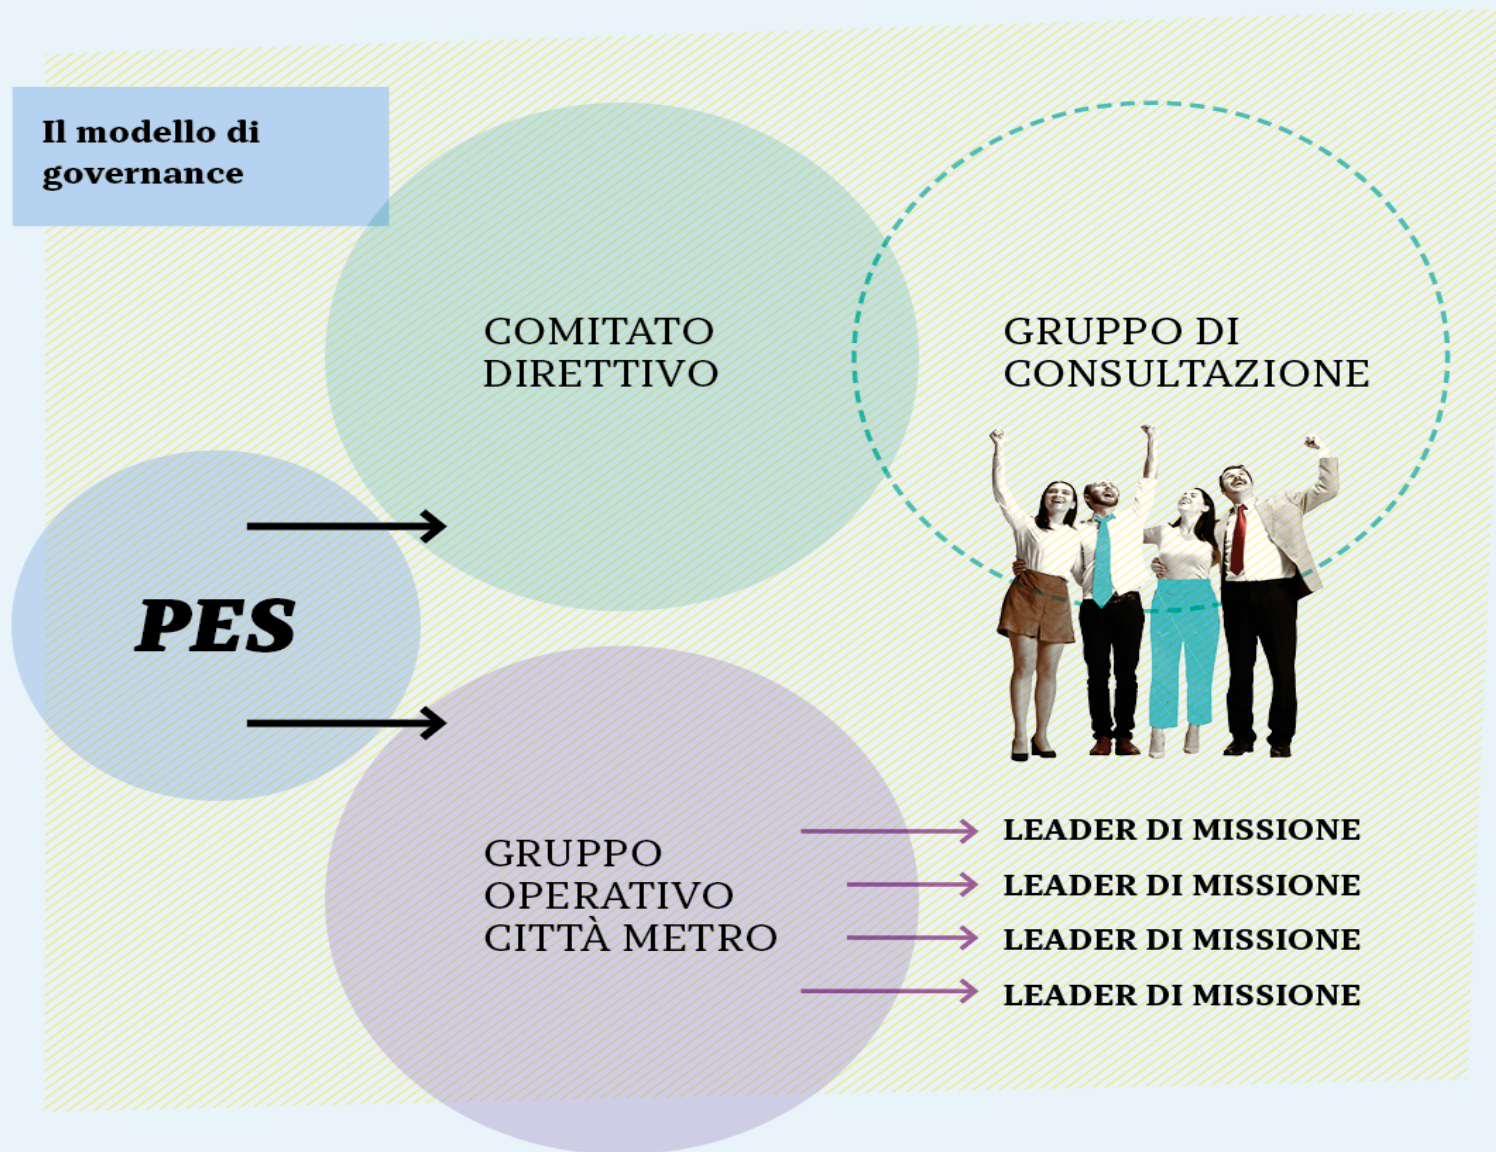 Il modello di
governance
COMITATO
DIRETTIVO
GRUPPO DI
CONSULTAZIONE
PES
GRUPPO
OPERATIVO
CITTÀ METRO
LEADER DI MISSIONE
LEADER DI MISSIONE
LEADER DI MISSIONE
LEADER DI MISSIONE